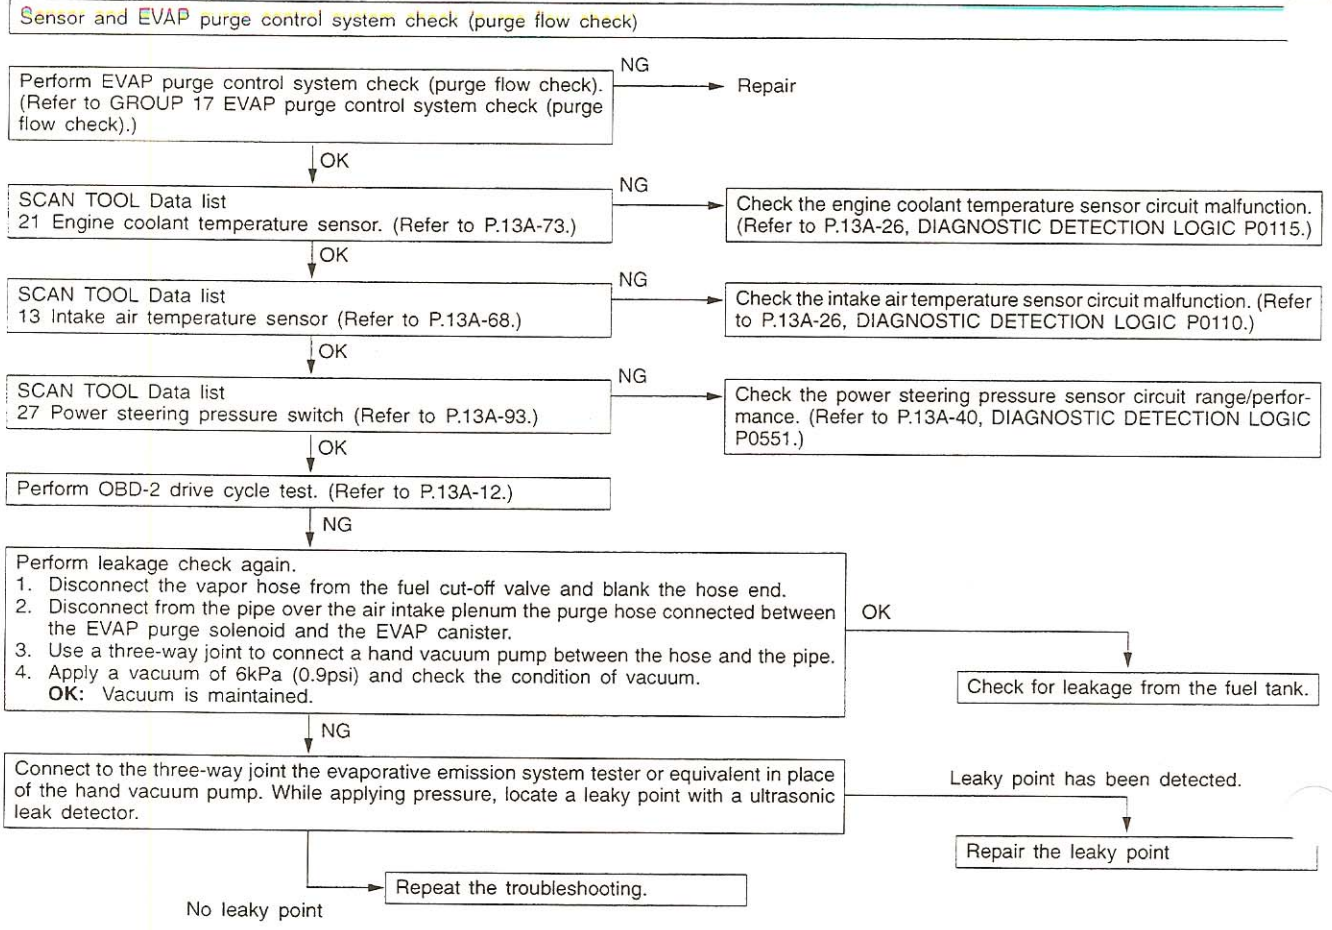 Sensor and EVAP purge control system check (purge flow check)
Perform EVAP purge control system check (purge flow check).
(Refer to GROUP 17 EVAP purge control system check (purge
flow check).)
NG
Repair
OK
SCAN TOOL Data list
21 Engine coolant temperature sensor. (Refer to P.13A-73.)
NG
Check the engine coolant temperature sensor circuit malfunction.
(Refer to P.13A-26, DIAGNOSTIC DETECTION LOGIC P0115.)
OK
SCAN TOOL Data list
13 Intake air temperature sensor (Refer to P.13A-68.)
NG
Check the intake air temperature sensor circuit malfunction. (Refer
to P.13A-26, DIAGNOSTIC DETECTION LOGIC P0110.)
OK
SCAN TOOL Data list
27 Power steering pressure switch (Refer to P.13A-93.)
NG
Check the power steering pressure sensor circuit range/perfor-
mance. (Refer to P.13A-40, DIAGNOSTIC DETECTION LOGIC
P0551.)
OK
Perform OBD-2 drive cycle test. (Refer to P.13A-12.)
NG
Perform leakage check again.
1. Disconnect the vapor hose from the fuel cut-off valve and blank the hose end.
2. Disconnect from the pipe over the air intake plenum the purge hose connected between
the EVAP purge solenoid and the EVAP canister.
3. Use a three-way joint to connect a hand vacuum pump between the hose and the pipe.
4. Apply a vacuum of 6kPa (0.9psi) and check the condition of vacuum.
OK: Vacuum is maintained.
OK
Check for leakage from the fuel tank.
NG
Connect to the three-way joint the evaporative emission system tester or equivalent in place
of the hand vacuum pump. While applying pressure, locate a leaky point with a ultrasonic
leak detector.
Leaky point has been detected.
Repair the leaky point
Repeat the troubleshooting.
No leaky point